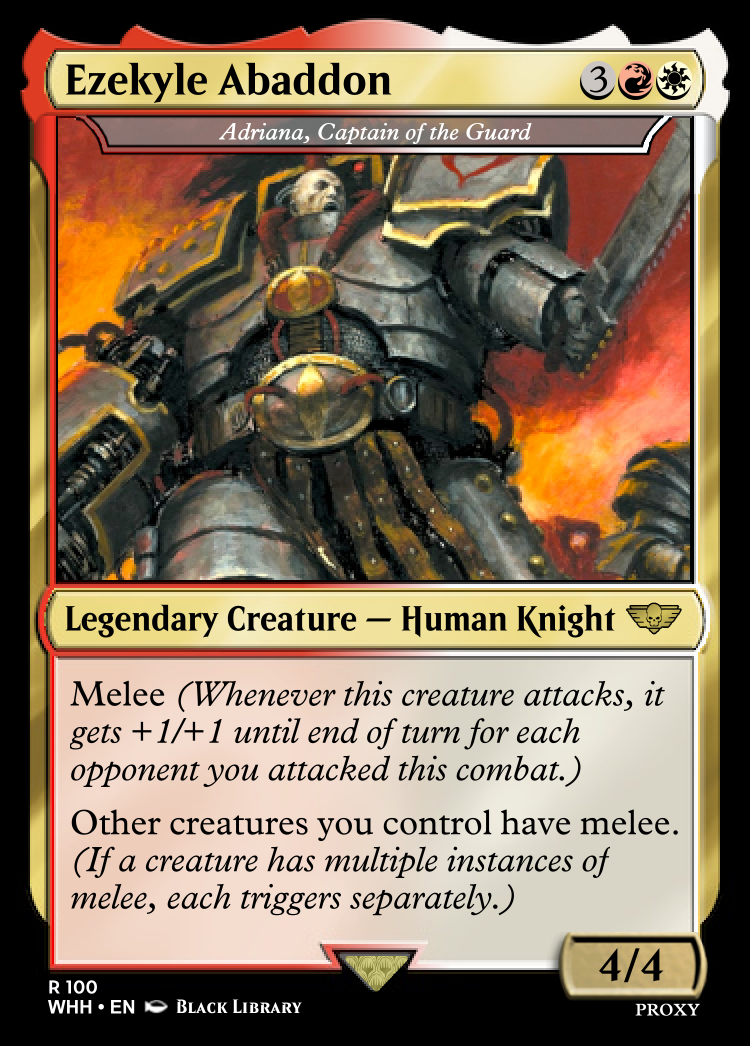 Ezekyle Abaddon 3
Adriana, Captain of the Guard
Legendary Creature — Human Knight
Melee (Whenever this creature attacks, it
gets +1/+1 until end of turn for each
opponent you attacked this combat.)
Other creatures you control have melee.
(If a creature has multiple instances of
melee, each triggers separately.)
4/4
R 100
WHH • EN Black Library
PROXY